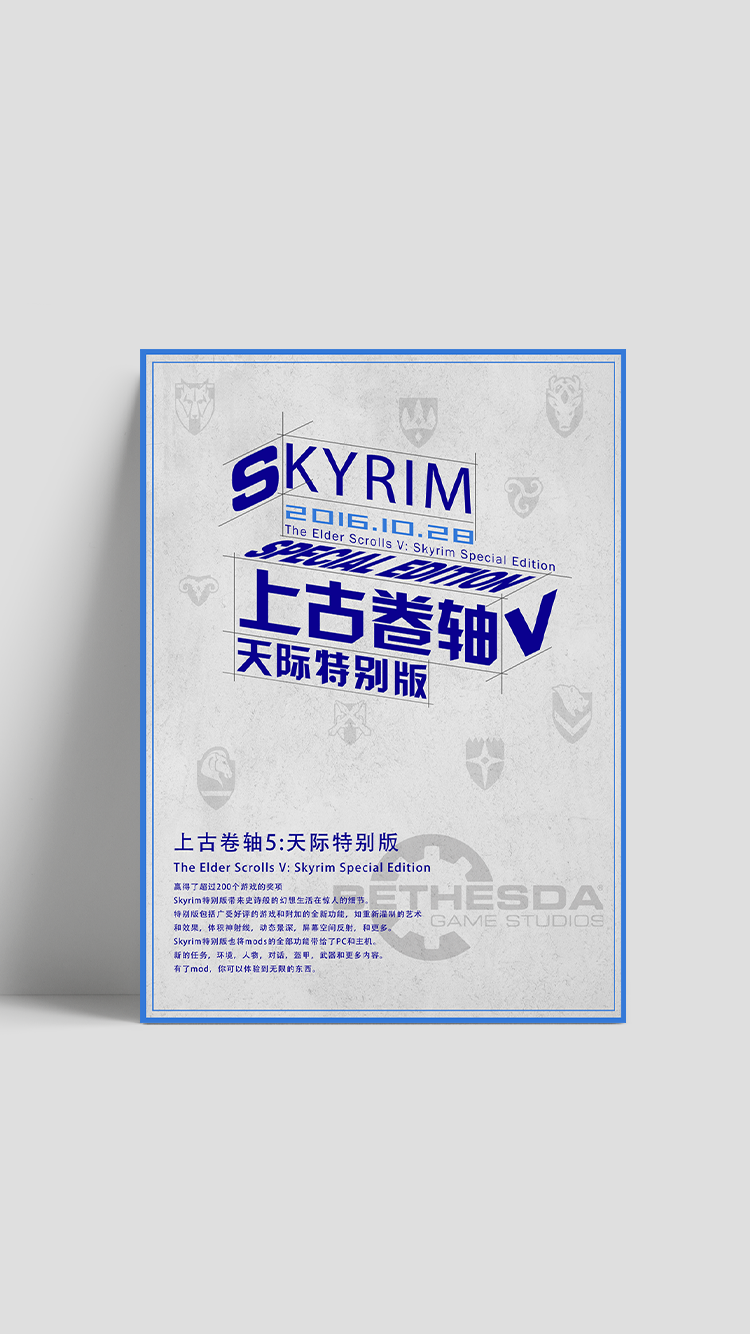 SKYRIM
2016.10.28
The Elder Scrolls V: Skyrim Special Edition
SPECIAL EDITION
上古卷轴V
天际特别版
上古卷轴5:天际特别版
The Elder Scrolls V: Skyrim Special Edition
赢得了超过200个游戏的奖项
Skyrim特别版带来史诗般的幻想生活在惊人的细节。
特别版包括广受好评的游戏和附加的全新功能，如重新灌制的艺术
和效果，体积神射线，动态景深，屏幕空间反射，和更多。
Skyrim特别版也将mods的全部功能带给了PC和主机。
新的任务，环境，人物，对话，盔甲，武器和更多内容。
有了mod，你可以体验到无限的东西。
BETHESDA
GAME STUDIOS